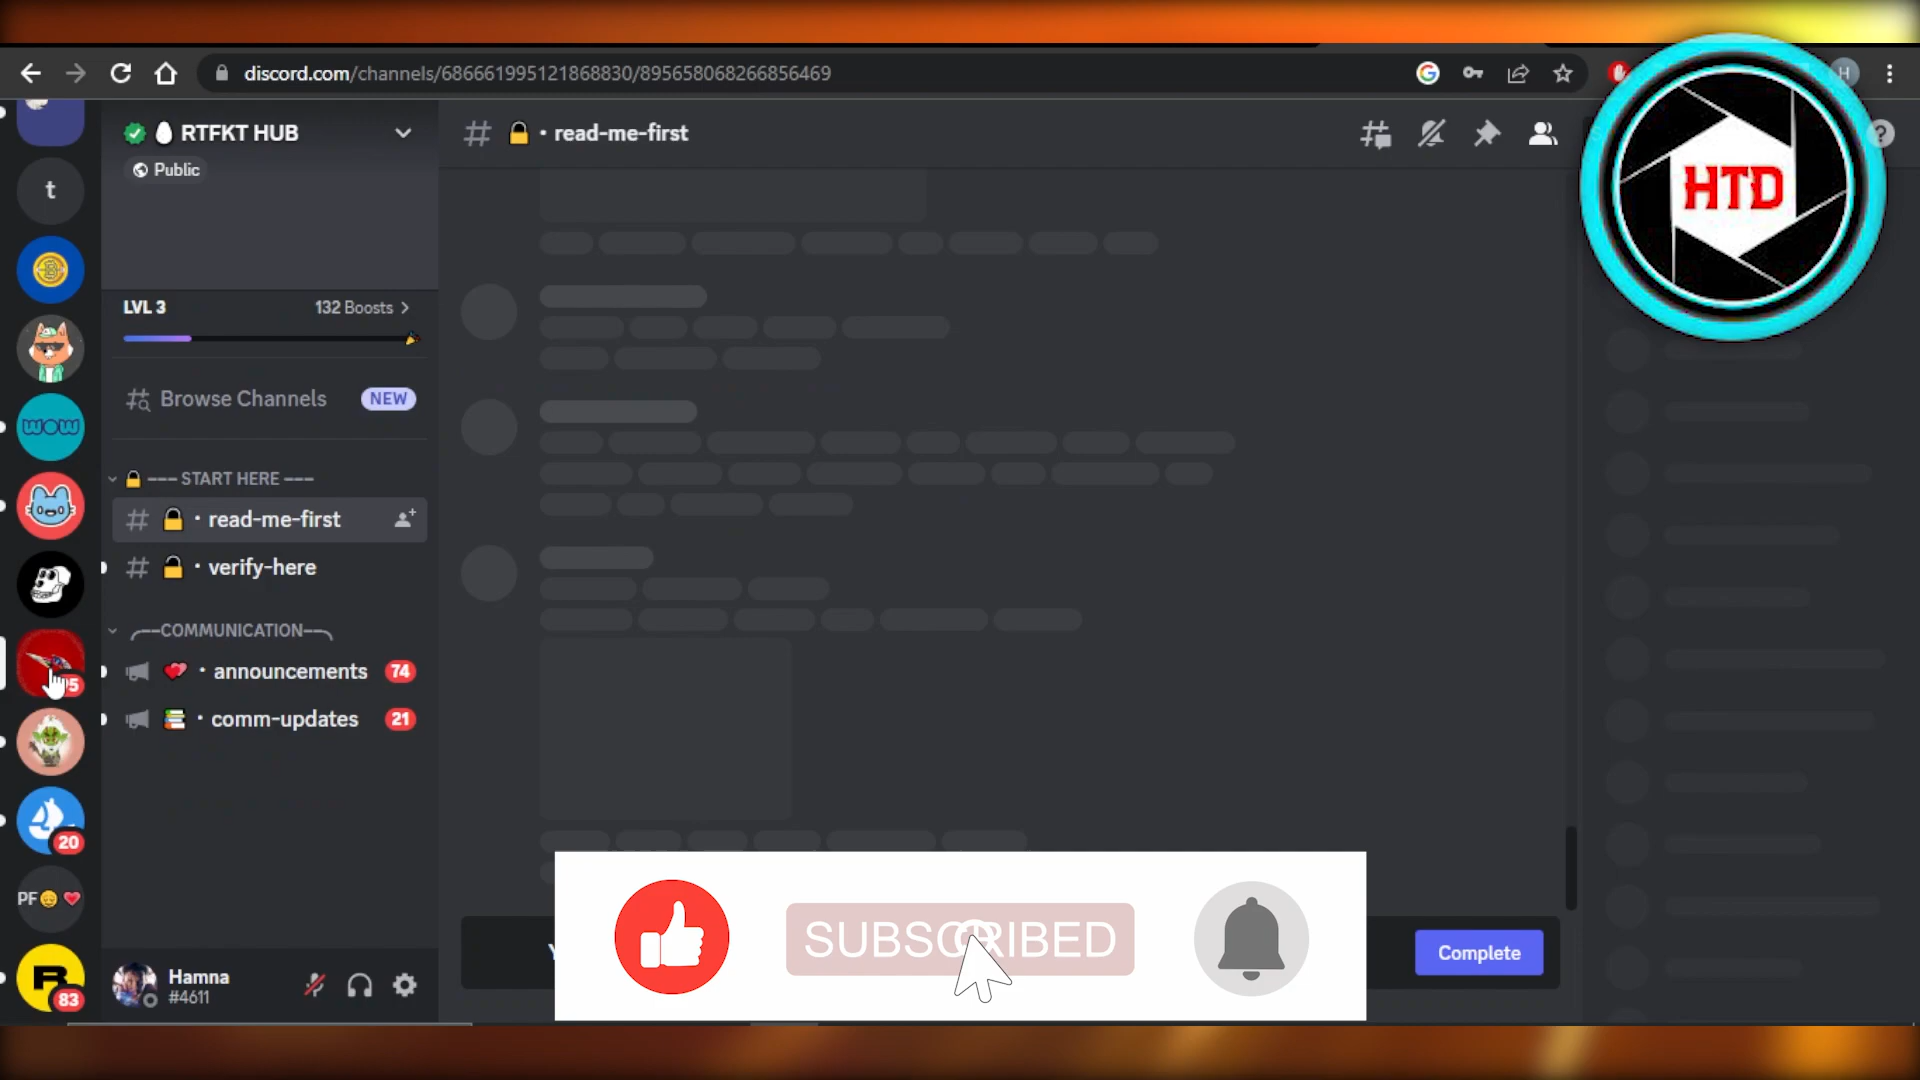 discord.com/channels/686661995121868830/895658068266856469
H
HTD
RTFKT HUB
Public
# · read-me-first
t
LVL 3
132 Boosts >
Browse Channels
NEW
--- START HERE ---
# · read-me-first
# · verify-here
COMMUNICATION
· announcements
74
· comm-updates
21
WOW
20
PF
83
Hamna
#4611
SUBSCRIBED
Complete